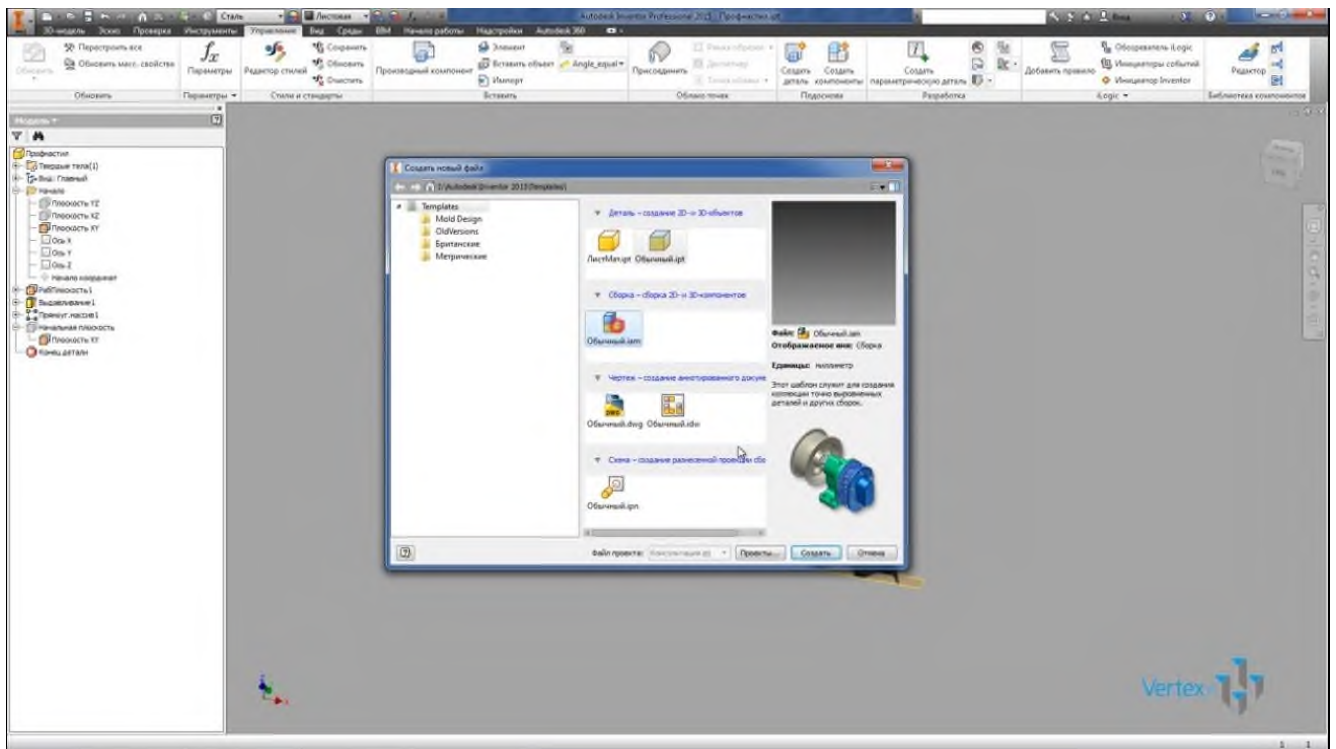 Сталь
Листовая
Autodesk Inventor Professional 2015 Профнастил.ipt
Вход
3D-модель Эскиз Проверка Инструменты Управление Вид Среды BIM Начало работы Надстройки Autodesk 360
Обновить
Перестроить все
Обновить масс. свойства
Обновить
Параметры
Параметры
Редактор стилей
Сохранить
Обновить
Очистить
Стили и стандарты
Производный компонент
Элемент
Вставить объект
Импорт
Angle_equal
Вставить
Присоединить
Облако точек
Создать деталь
Создать компоненты
Подоснова
Создать параметрическую деталь
Разработка
Добавить правило
Обозреватель iLogic
Инициаторы событий
Инициатор Inventor
iLogic
Редактор
Библиотека компонентов
Модель
Профнастил
Твердые тела(1)
Вид: Главный
Начало
Плоскость YZ
Плоскость XZ
Плоскость XY
Ось X
Ось Y
Ось Z
Начало координат
РабПлоскость1
Выдавливание1
Прямоуг.массив1
Начальная плоскость
Плоскость XY
Конец детали
Создать новый файл
Templates
Mold Design
OldVersions
Британские
Метрические
Деталь – создание 2D- и 3D-объектов
ЛистМет.ipt Обычный.ipt
Сборка – сборка 2D- и 3D-компонентов
Обычный.iam
Чертеж – создание аннотированного докуме
Обычный.dwg Обычный.idw
Схема – создание разнесенной проекции сбо
Обычный.ipn
Файл: Обычный.iam
Отображаемое имя: Сборка
Единицы: миллиметр
Этот шаблон служит для создания
коллекции точно выровненных
деталей и других сборок.
Файл проекта:
Проекты...
Создать
Отмена
Vertex
1 1